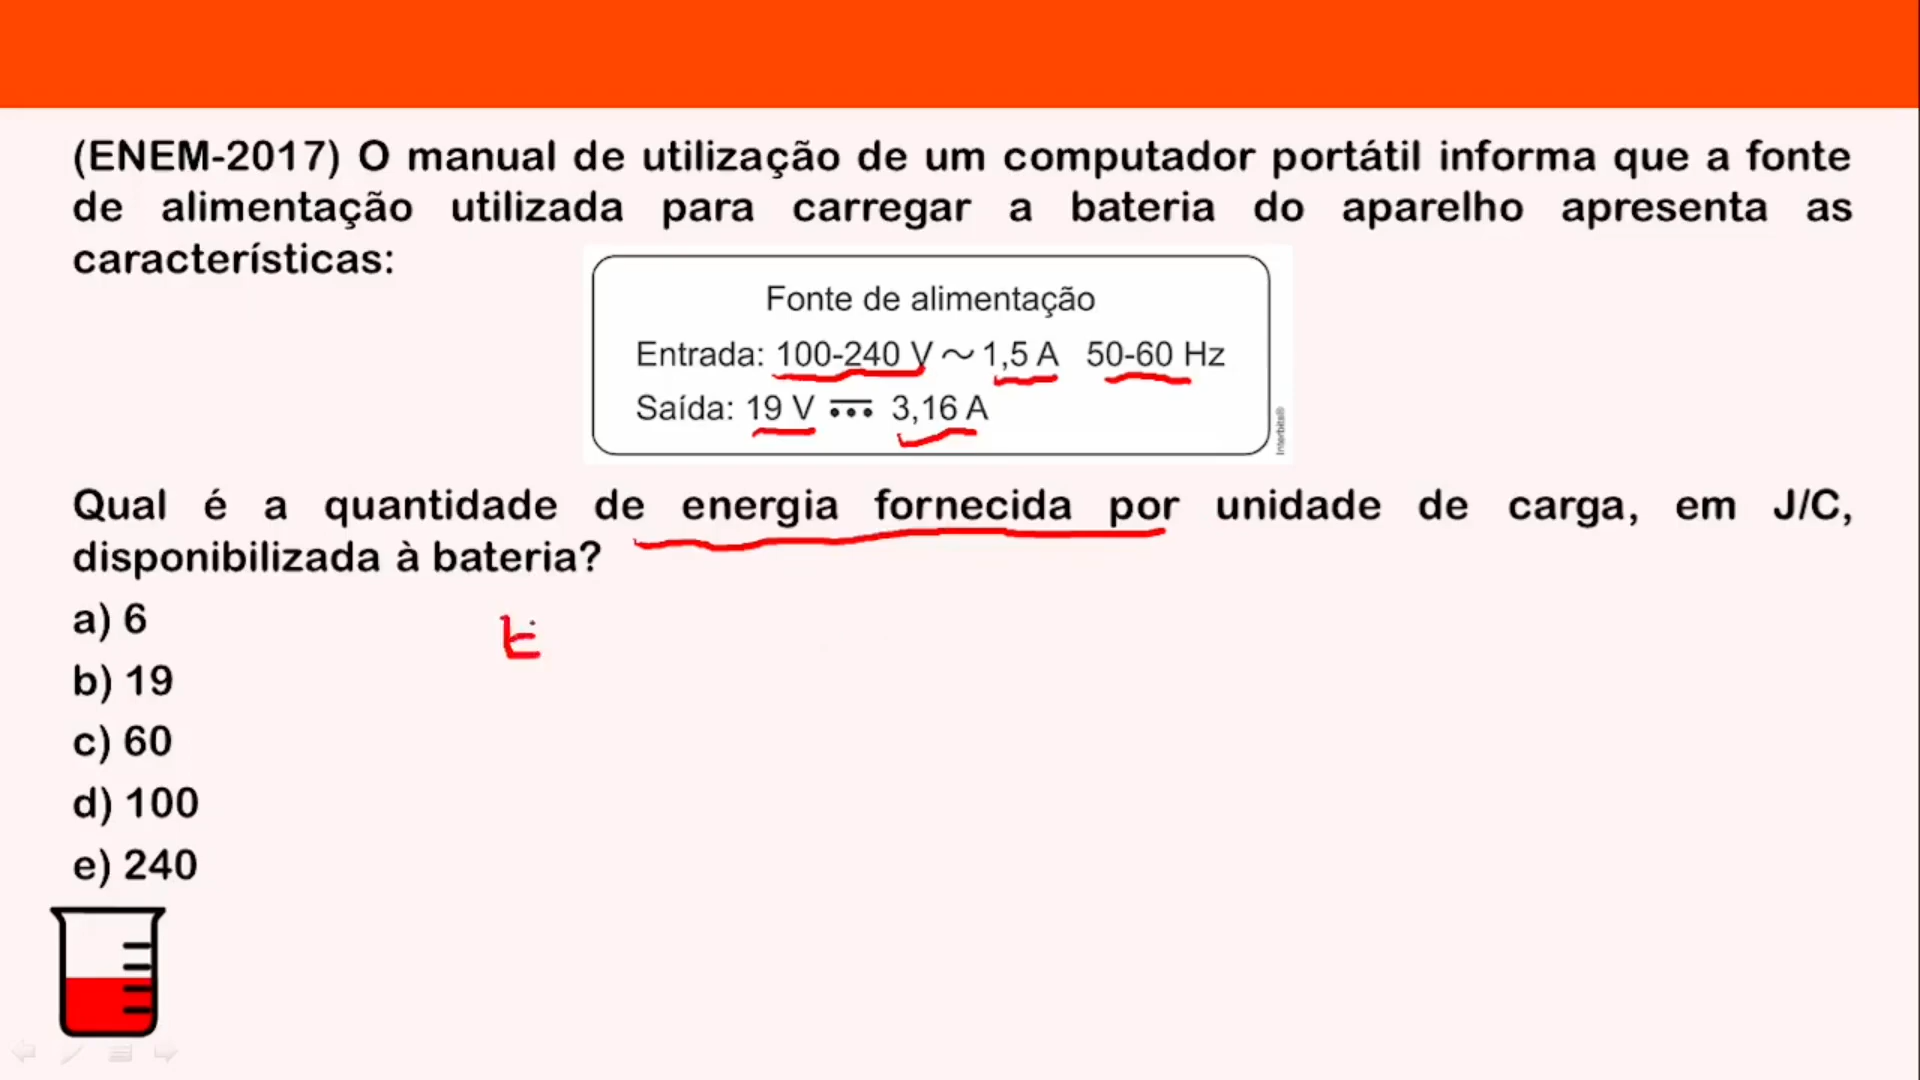 (ENEM-2017) O manual de utilização de um computador portátil informa que a fonte
de alimentação utilizada para carregar a bateria do aparelho apresenta as
características:
Fonte de alimentação
Entrada: 100-240 V ~ 1,5 A 50-60 Hz
Saída: 19 V ⎓ 3,16 A
Interbits®
Qual é a quantidade de energia fornecida por unidade de carga, em J/C,
disponibilizada à bateria?
a) 6
E
b) 19
c) 60
d) 100
e) 240